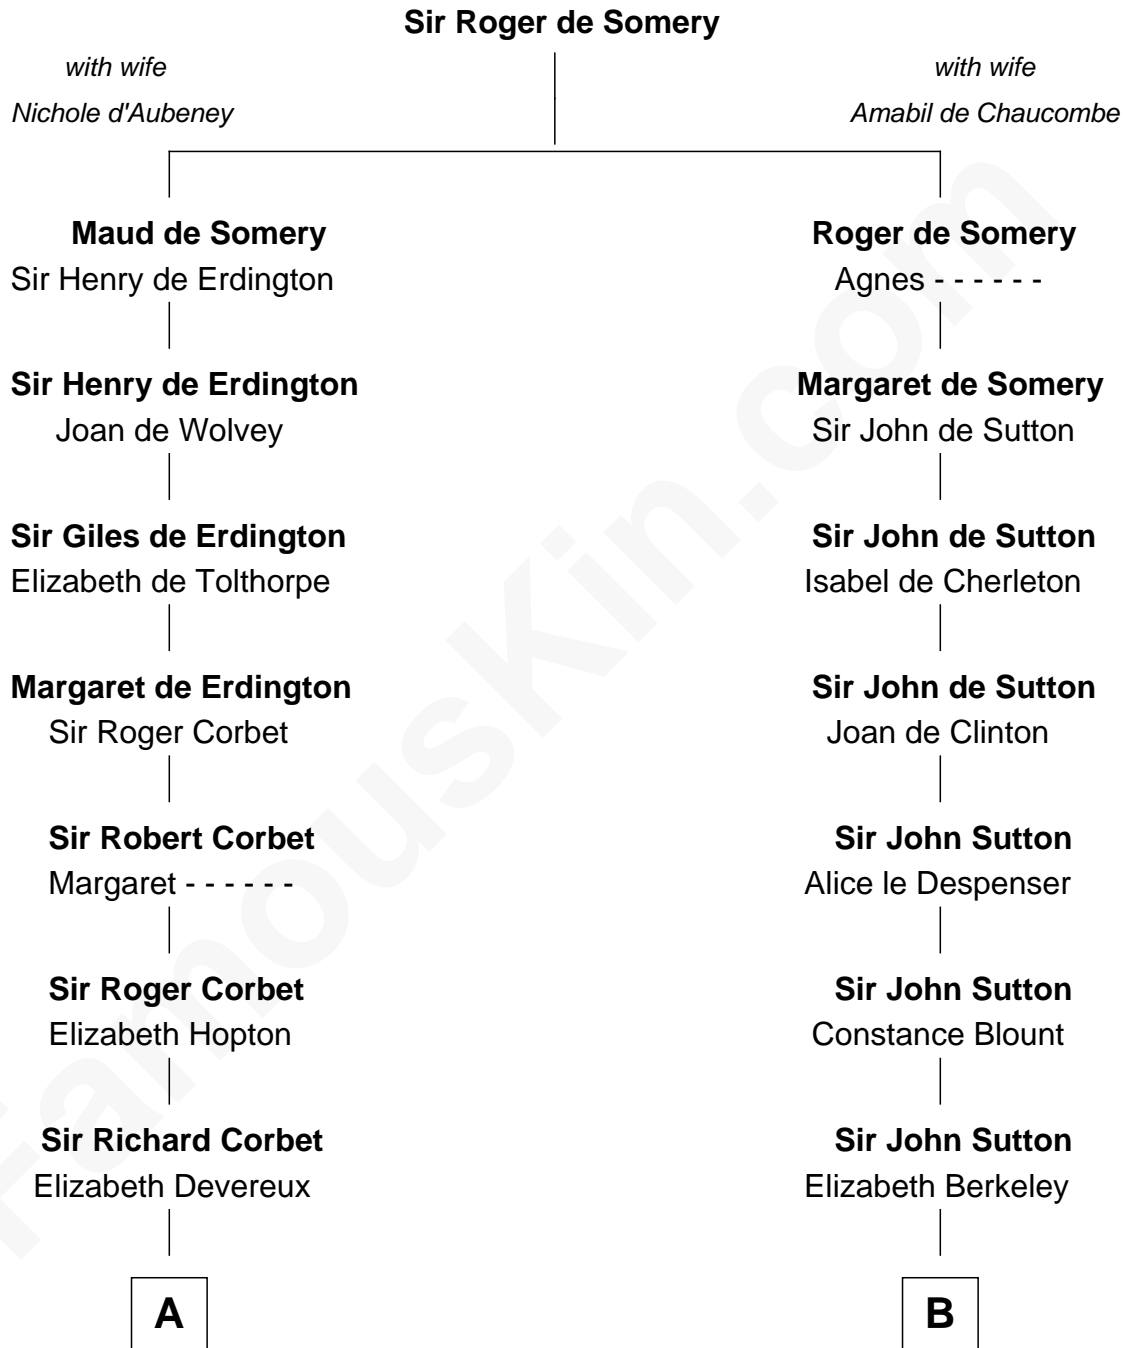 Sir Roger de Somery
with wife
Nichole d'Aubeney
with wife
Amabil de Chaucombe
Maud de Somery
Sir Henry de Erdington
Roger de Somery
Agnes - - - - - -
Sir Henry de Erdington
Joan de Wolvey
Margaret de Somery
Sir John de Sutton
Sir Giles de Erdington
Elizabeth de Tolthorpe
Sir John de Sutton
Isabel de Cherleton
Margaret de Erdington
Sir Roger Corbet
Sir John de Sutton
Joan de Clinton
Sir Robert Corbet
Margaret - - - - - -
Sir John Sutton
Alice le Despenser
Sir Roger Corbet
Elizabeth Hopton
Sir John Sutton
Constance Blount
Sir Richard Corbet
Elizabeth Devereux
Sir John Sutton
Elizabeth Berkeley
A
B
FamousKin.com